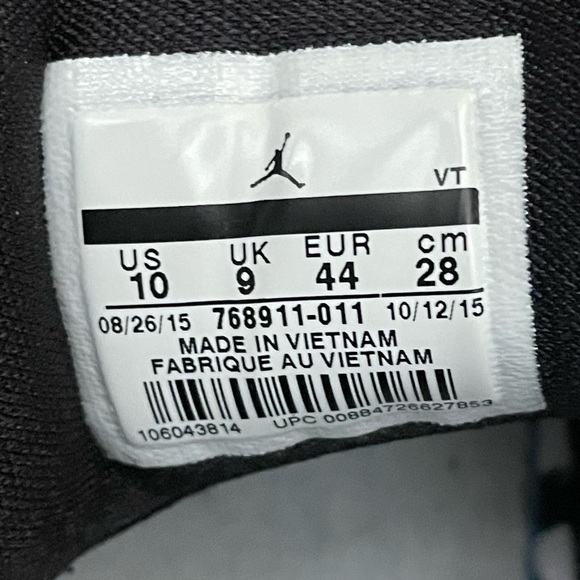 VT
US UK EUR cm
10 9 44 28
08/26/15 768911-011 10/12/15
MADE IN VIETNAM
FABRIQUE AU VIETNAM
106043814 UPC 00884726627853